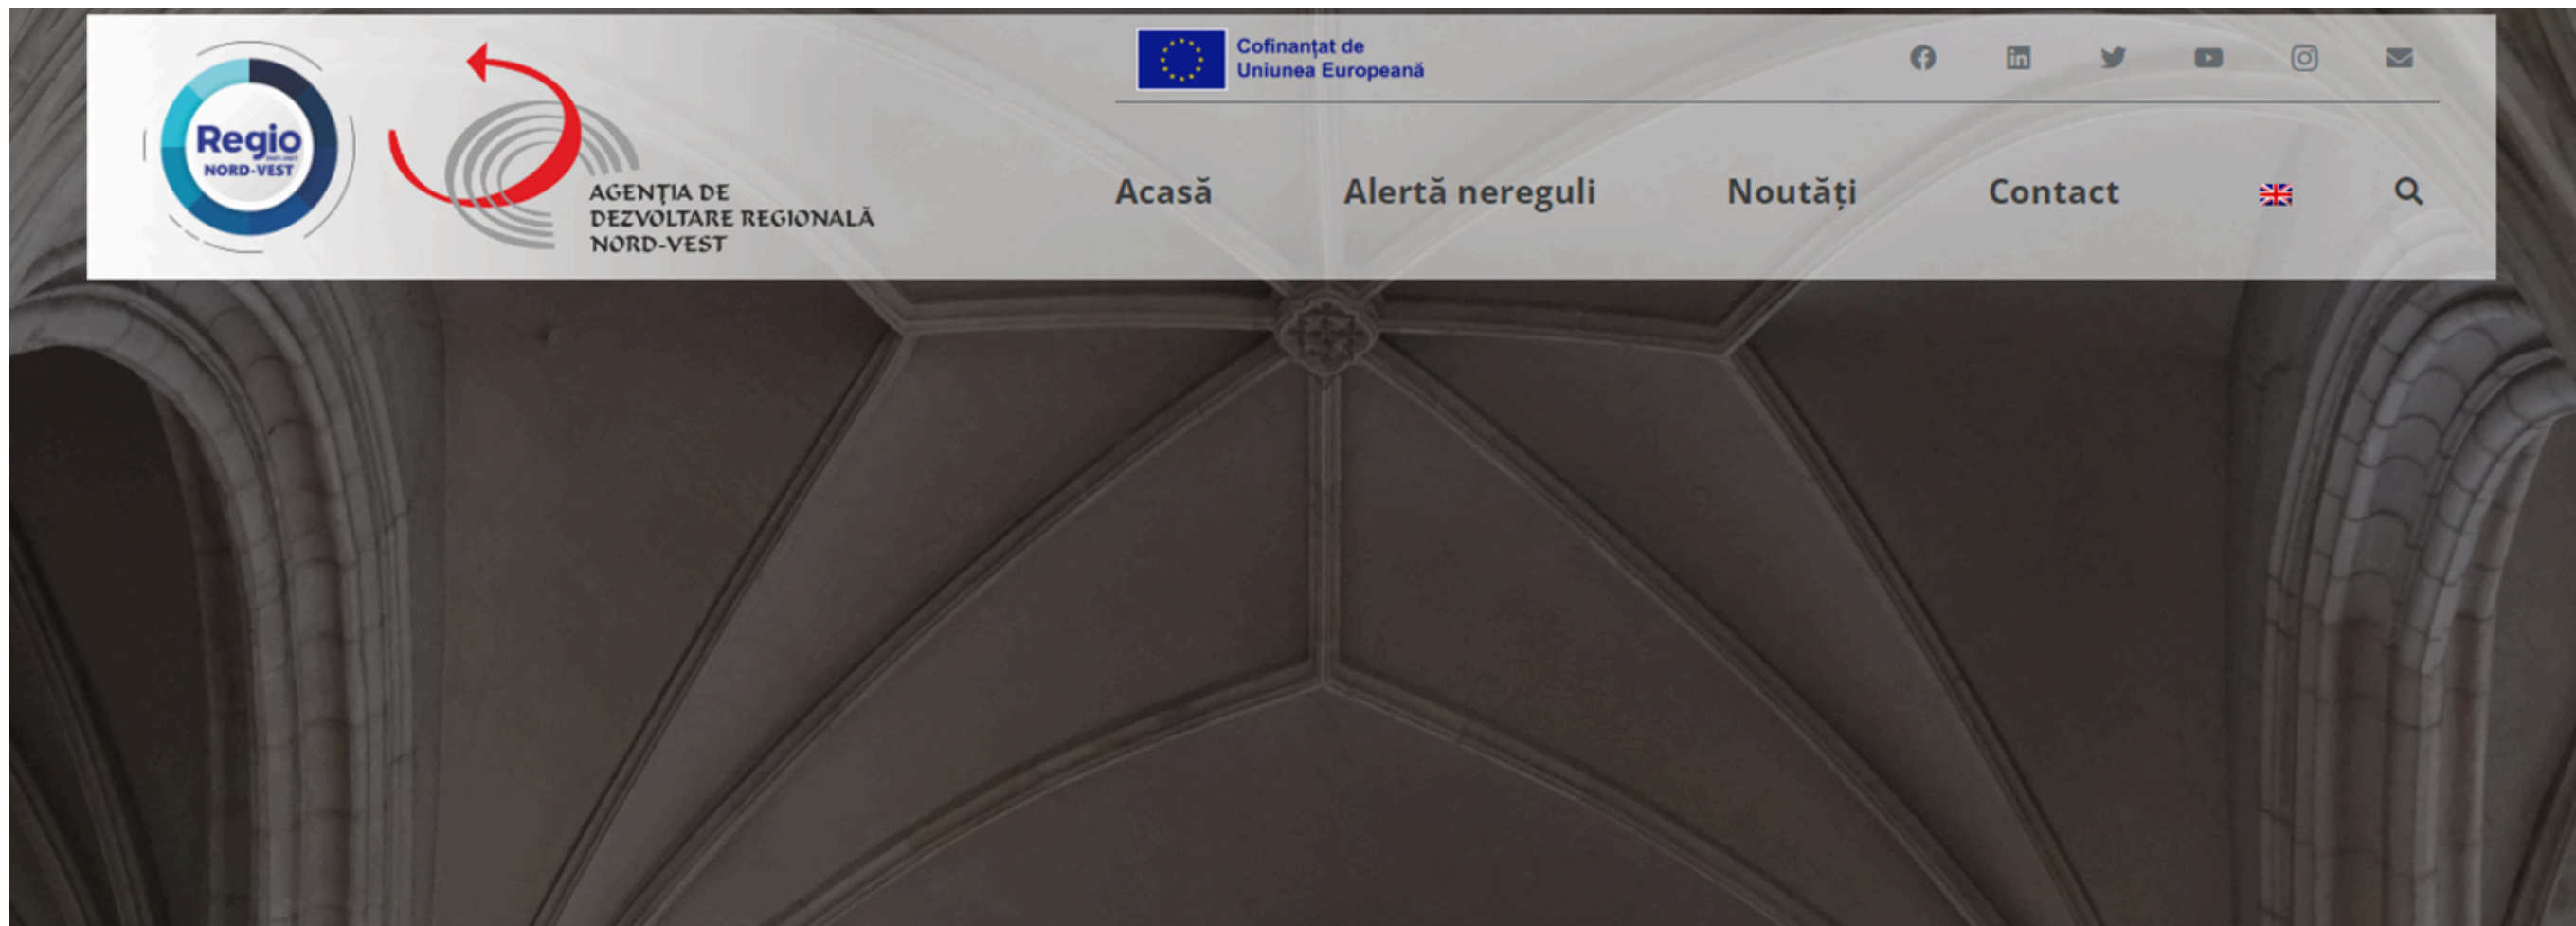 Regio
NORD-VEST
AGENŢIA DE
DEZVOLTARE REGIONALĂ
NORD-VEST
Cofinanțat de
Uniunea Europeană
Acasă
Alertă nereguli
Noutăți
Contact